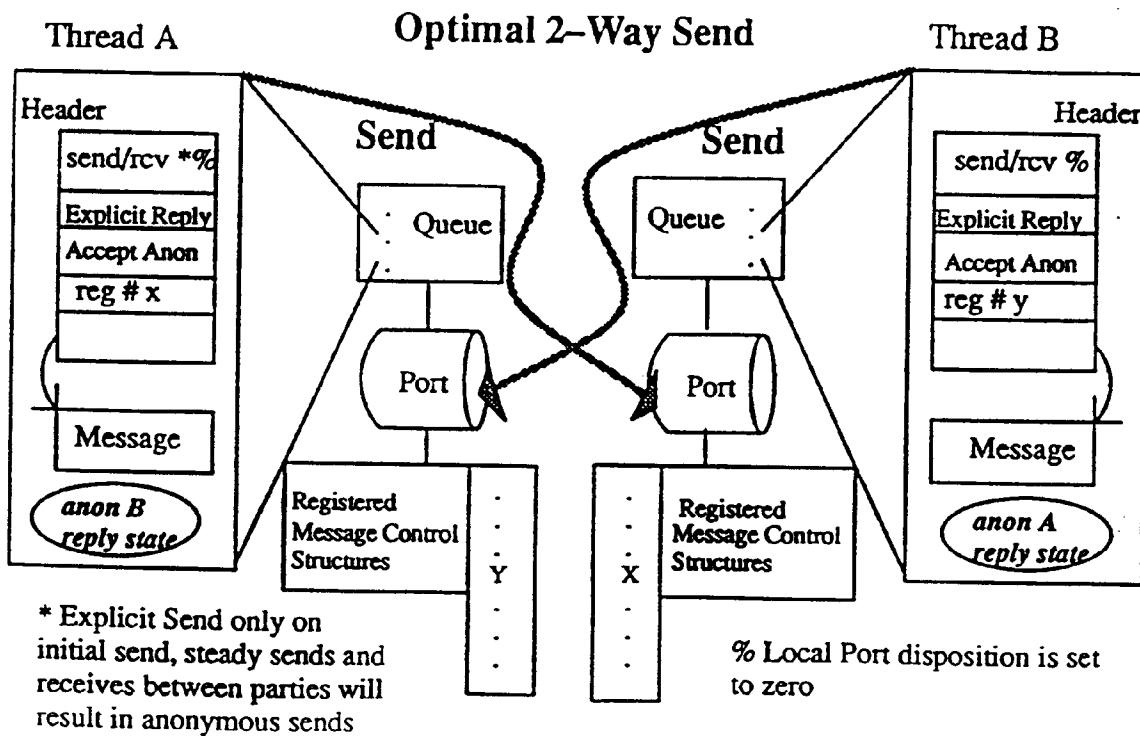 Optimal 2–Way Send
Thread A
Thread B
Header
send/rcv *%
Explicit Reply
Accept Anon
reg # x
Message
anon B
reply state
Send
Queue
Port
Registered
Message Control
Structures
Y
Send
Queue
Port
X
Registered
Message Control
Structures
Header
send/rcv %
Explicit Reply
Accept Anon
reg # y
Message
anon A
reply state
* Explicit Send only on
initial send, steady sends and
receives between parties will
result in anonymous sends
% Local Port disposition is set
to zero